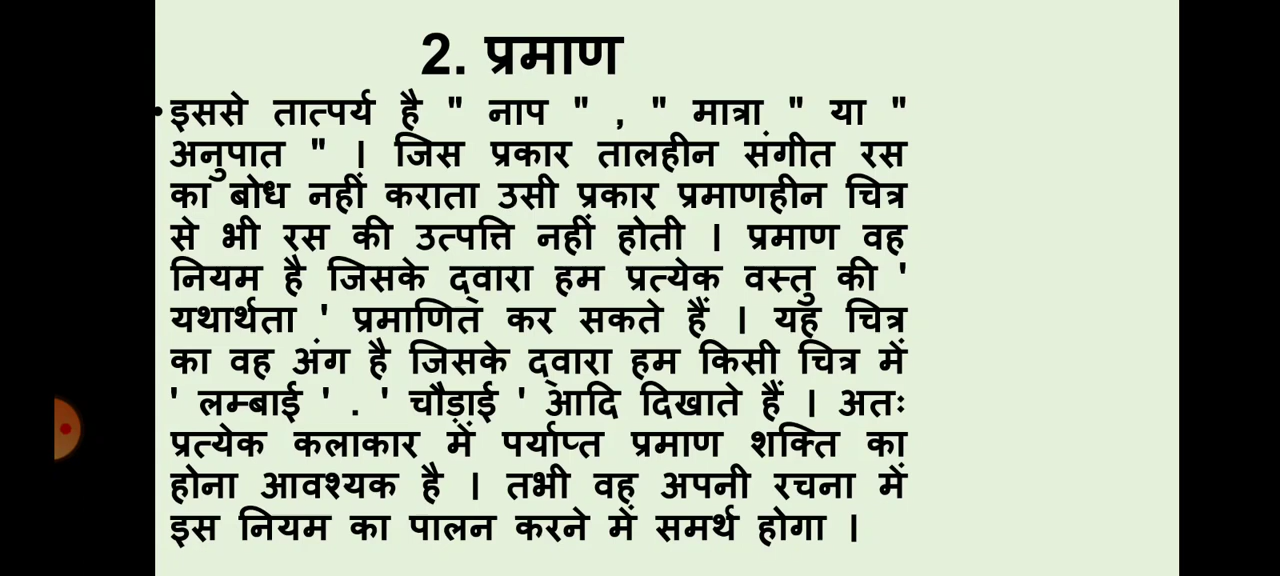 2. प्रमाण
• इससे तात्पर्य है " नाप " , " मात्रा " या "
अनुपात " | जिस प्रकार तालहीन संगीत रस
का बोध नहीं कराता उसी प्रकार प्रमाणहीन चित्र
से भी रस की उत्पत्ति नहीं होती | प्रमाण वह
नियम है जिसके द्वारा हम प्रत्येक वस्तु की '
यथार्थता ' प्रमाणित कर सकते हैं | यह चित्र
का वह अंग है जिसके द्वारा हम किसी चित्र में
' लम्बाई ' . ' चौड़ाई ' आदि दिखाते हैं | अतः
प्रत्येक कलाकार में पर्याप्त प्रमाण शक्ति का
होना आवश्यक है | तभी वह अपनी रचना में
इस नियम का पालन करने में समर्थ होगा |